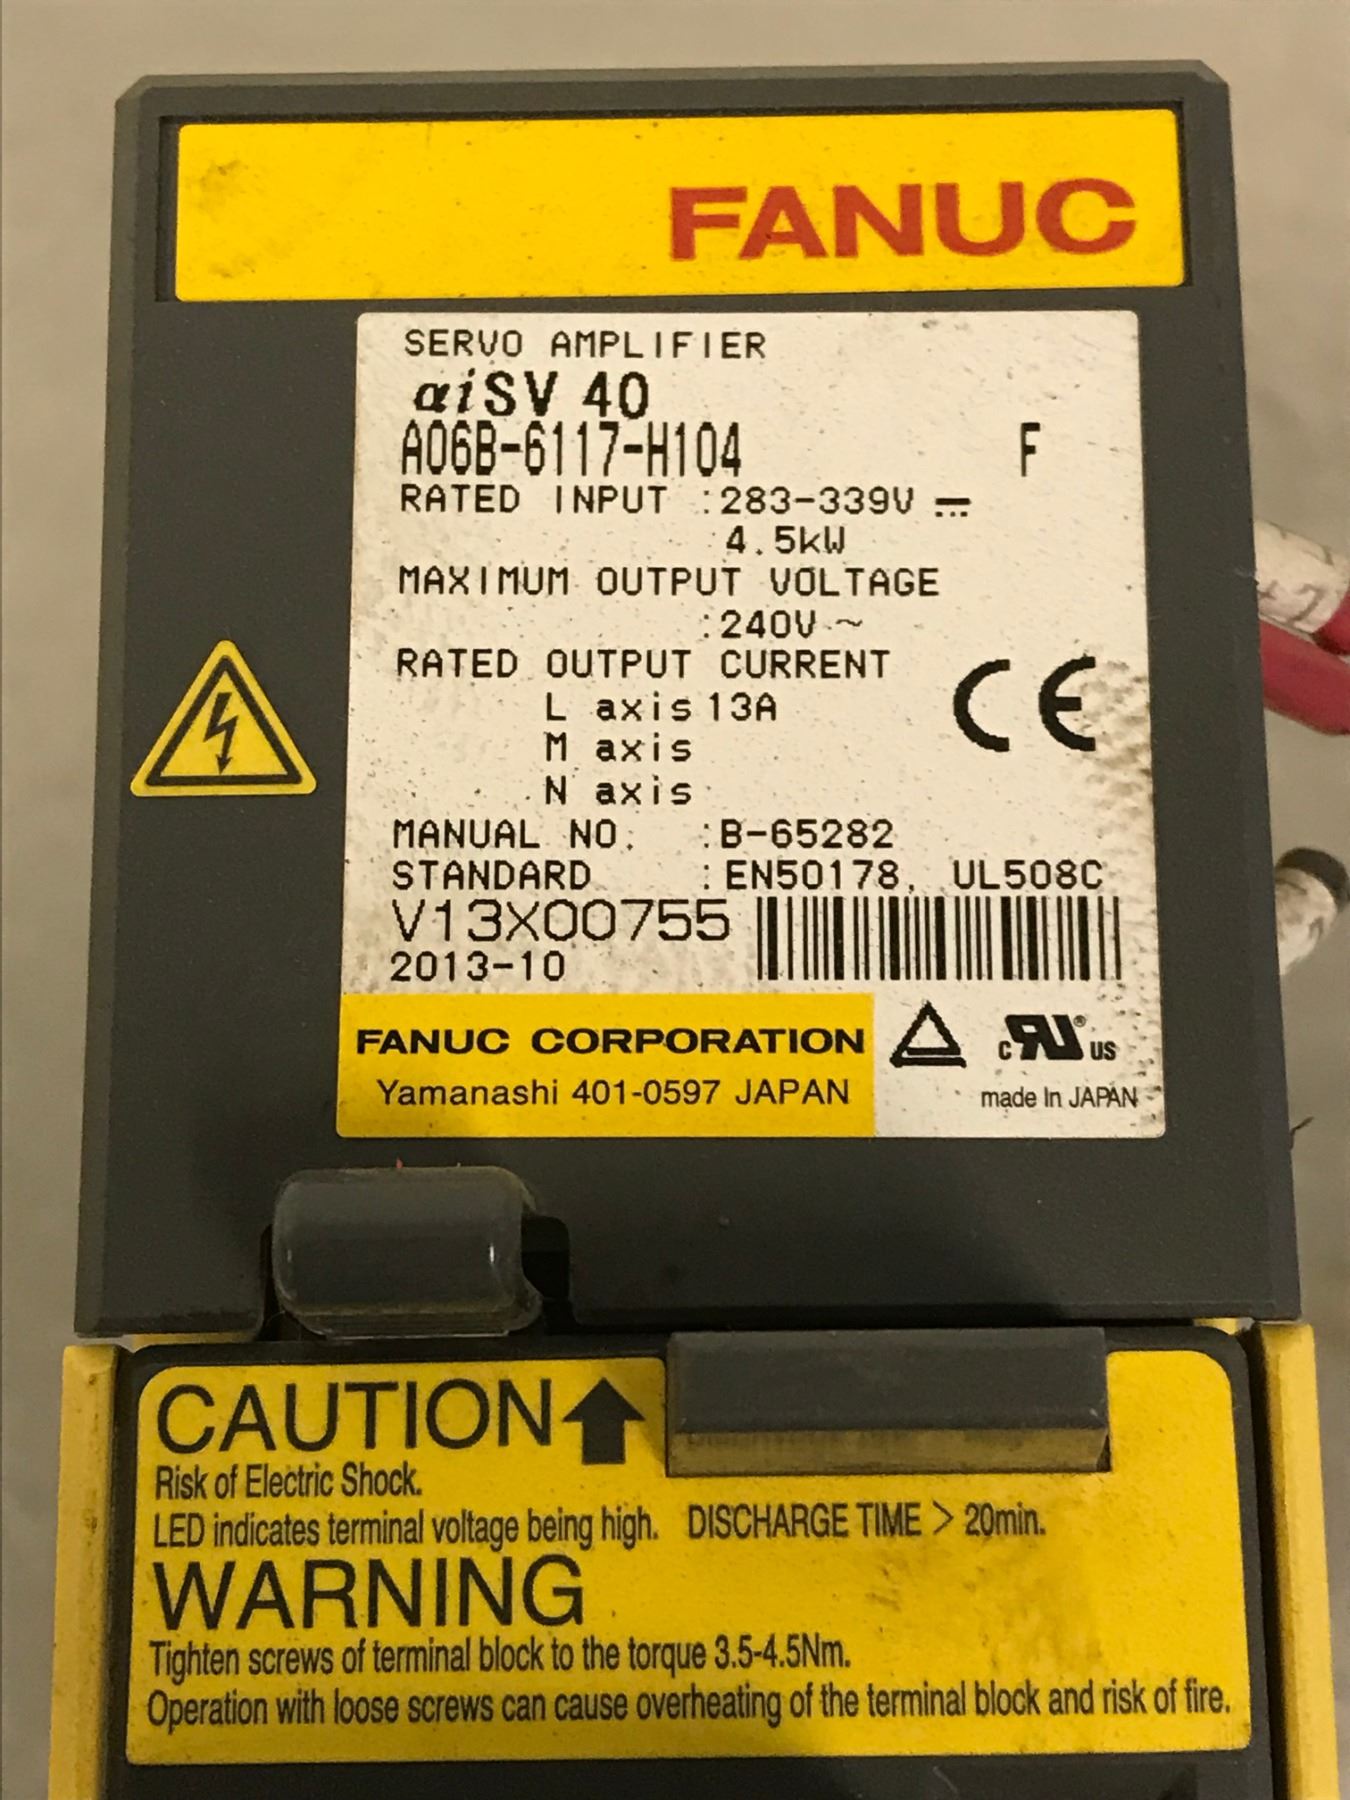 FANUC
SERVO AMPLIFIER
αiSV 40
A06B-6117-H104 F
RATED INPUT :283-339V ⎓
4.5kW
MAXIMUM OUTPUT VOLTAGE
:240V ~
RATED OUTPUT CURRENT
L axis 13A
M axis
N axis
CE
MANUAL NO. :B-65282
STANDARD :EN50178, UL508C
V13X00755
2013-10
FANUC CORPORATION
Yamanashi 401-0597 JAPAN
c RU ® US
made in JAPAN
CAUTION
Risk of Electric Shock.
LED indicates terminal voltage being high. DISCHARGE TIME > 20min.
WARNING
Tighten screws of terminal block to the torque 3.5-4.5Nm.
Operation with loose screws can cause overheating of the terminal block and risk of fire.